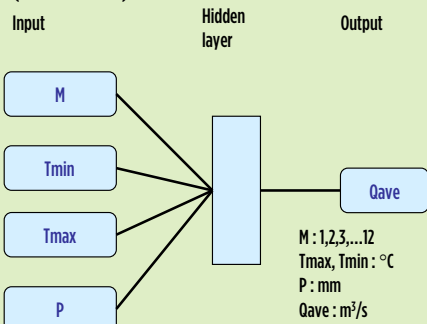 Input
Hidden
layer
Output
M
Tmin
Tmax
P
Qave
M : 1,2,3,...12
Tmax, Tmin : °C
P : mm
Qave : m³/s